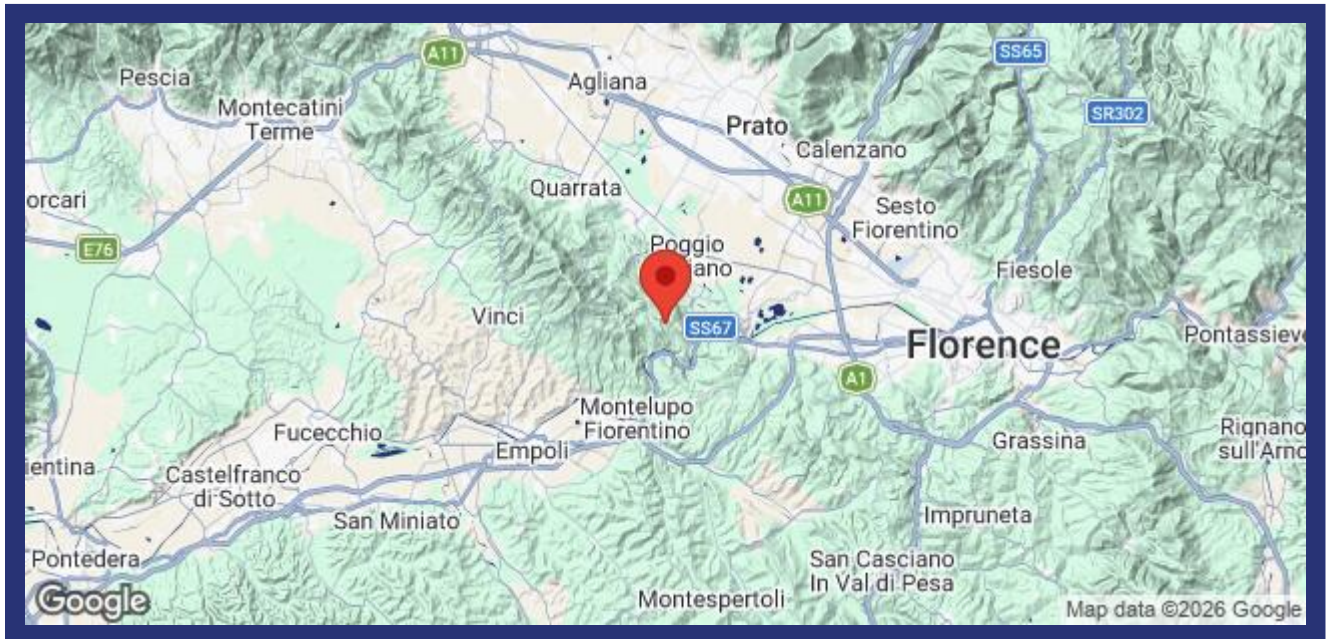 SS65
A11
Pescia
Agliana
Montecatini
Terme
SR302
Prato
Calenzano
Quarrata
orcari
A11
Sesto
Fiorentino
E76
Poggio
iano
Fiesole
Vinci
SS67
Florence
Pontassieve
A1
Montelupo
Fiorentino
Fucecchio
Grassina
Rignano
sull'Arno
Empoli
ientina
Castelfranco
di Sotto
San Miniato
Impruneta
Pontedera
San Casciano
In Val di Pesa
Google
Montespertoli
Map data ©2026 Google